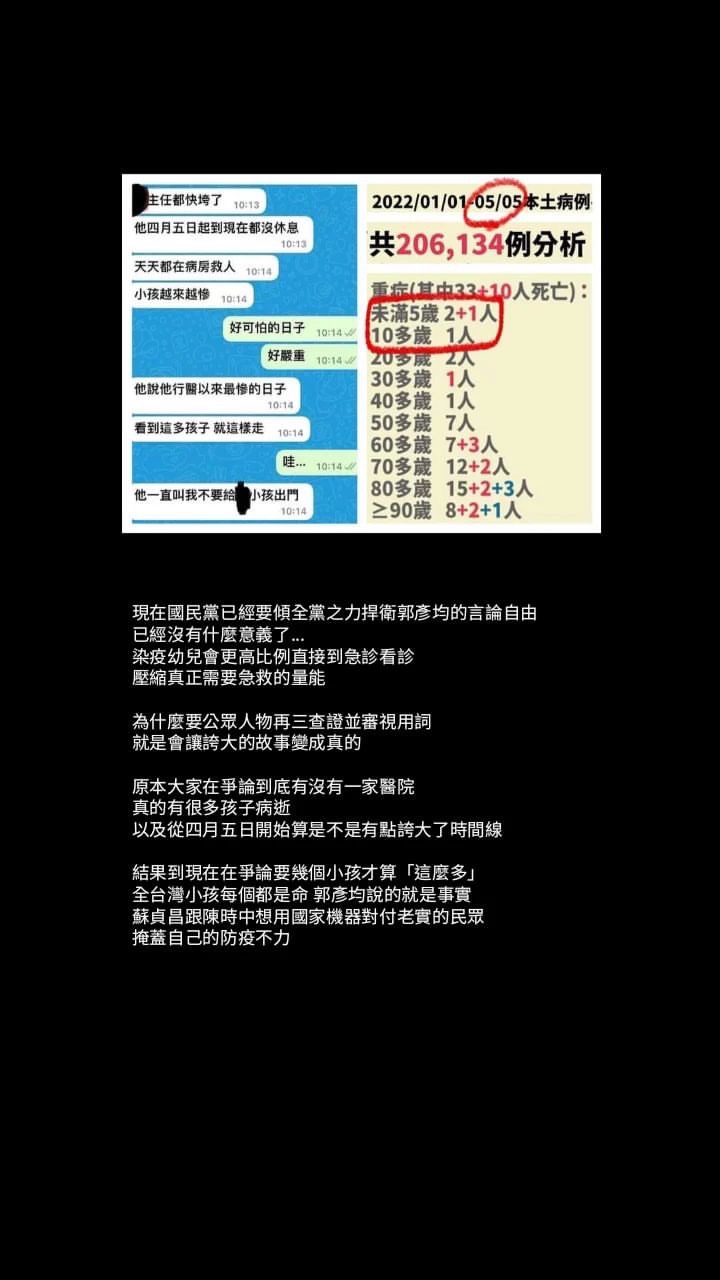 主任都快垮了 10:13
他四月五日起到現在都沒休息
10:13
天天都在病房救人 10:14
小孩越來越慘 10:14
好可怕的日子 10:14
好嚴重 10:14
他說他行醫以來最慘的日子
10:14
看到這多孩子 就這樣走 10:14
哇... 10:14
他一直叫我不要給 小孩出門
10:14
2022/01/01-05/05本土病例
共206,134例分析
重症(其中33+10人死亡)：
未滿5歲 2+1人
10多歲 1人
20多歲 2人
30多歲 1人
40多歲 1人
50多歲 7人
60多歲 7+3人
70多歲 12+2人
80多歲 15+2+3人
≥90歲 8+2+1人
現在國民黨已經要傾全黨之力捍衛郭彥均的言論自由
已經沒有什麼意義了...
染疫幼兒會更高比例直接到急診看診
壓縮真正需要急救的量能
為什麼要公眾人物再三查證並審視用詞
就是會讓誇大的故事變成真的
原本大家在爭論到底有沒有一家醫院
真的有很多孩子病逝
以及從四月五日開始算是不是有點誇大了時間線
結果到現在在爭論要幾個小孩才算「這麼多」
全台灣小孩每個都是命 郭彥均說的就是事實
蘇貞昌跟陳時中想用國家機器對付老實的民眾
掩蓋自己的防疫不力